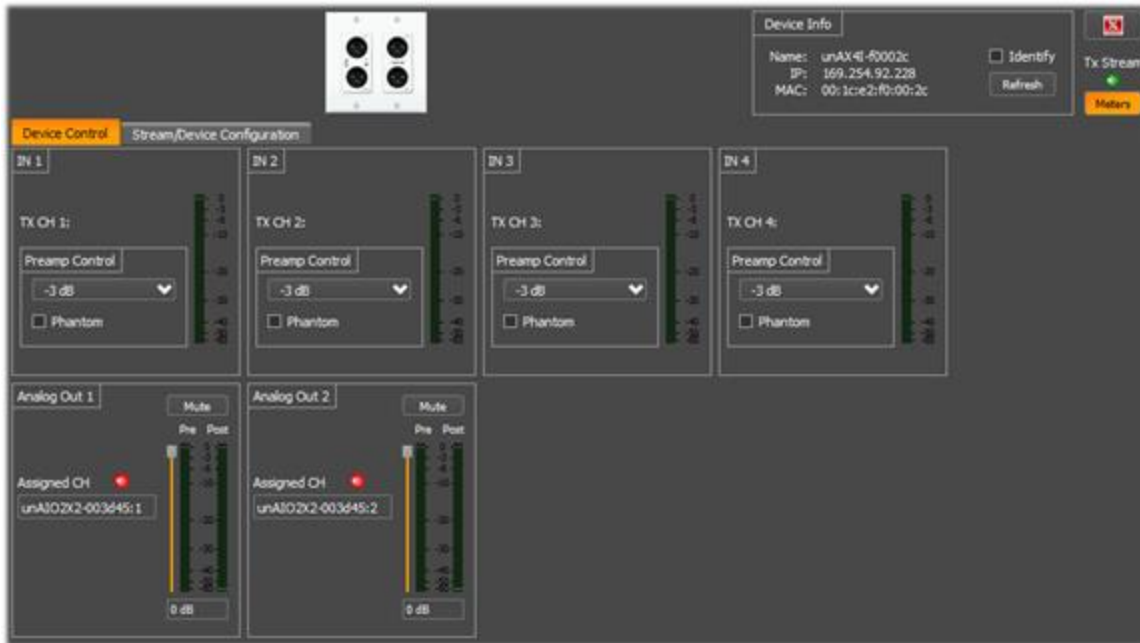 Device Info
Name: unAX4I-f0002c
Identify
IP: 169.254.92.228
Refresh
MAC: 00:1c:e2:f0:00:2c
X
Tx Stream
Meters
Device Control
Stream/Device Configuration
IN 1
TX CH 1:
Preamp Control
-3 dB
Phantom
IN 2
TX CH 2:
Preamp Control
-3 dB
Phantom
IN 3
TX CH 3:
Preamp Control
-3 dB
Phantom
IN 4
TX CH 4:
Preamp Control
-3 dB
Phantom
Analog Out 1
Mute
Pre Post
Assigned CH
unAIO2X2-003d45:1
0 dB
Analog Out 2
Mute
Pre Post
Assigned CH
unAIO2X2-003d45:2
0 dB